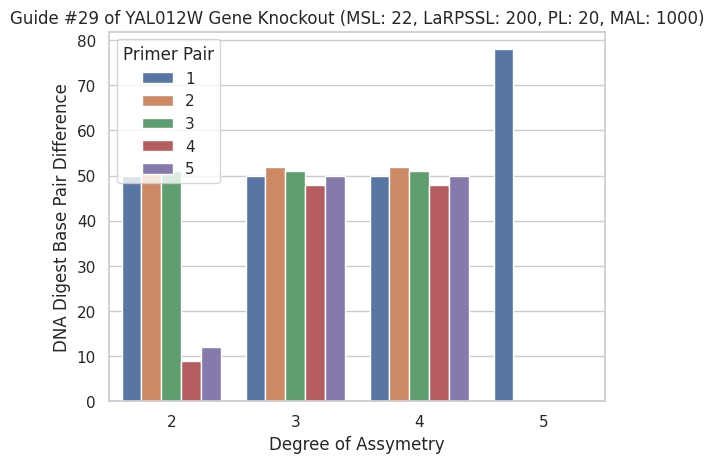 Guide #29 of YAL012W Gene Knockout (MSL: 22, LaRPSSL: 200, PL: 20, MAL: 1000)
DNA Digest Base Pair Difference
80
70
60
50
40
30
20
10
0
Primer Pair
1
2
3
4
5
2 3 4 5
Degree of Assymetry